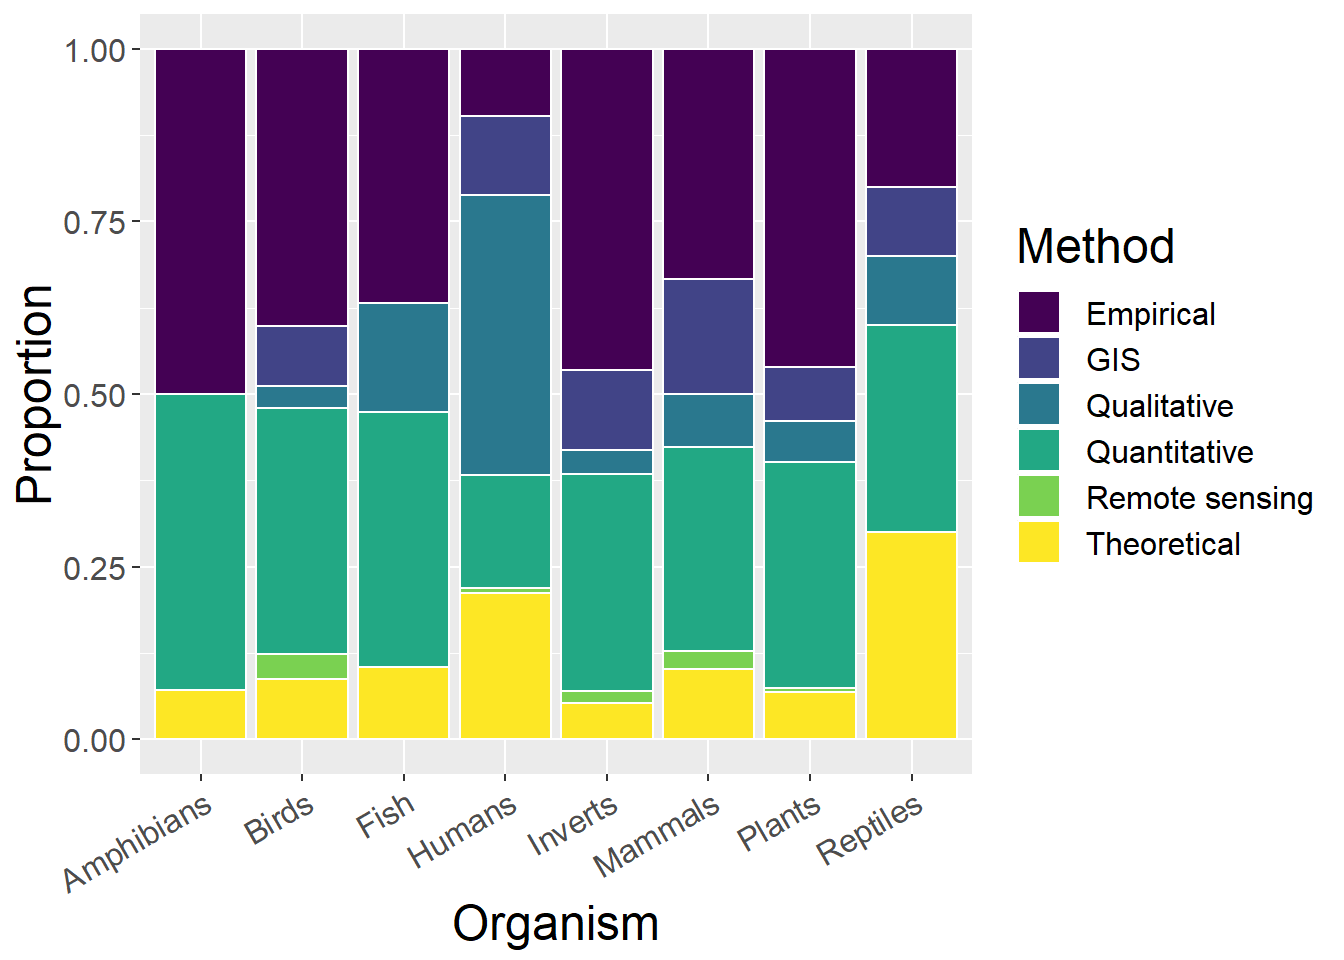 1.00
0.75
0.50
0.25
0.00
Proportion
Amphibians
Birds
Fish
Humans
Inverts
Mammals
Plants
Reptiles
Organism
Method
Empirical
GIS
Qualitative
Quantitative
Remote sensing
Theoretical